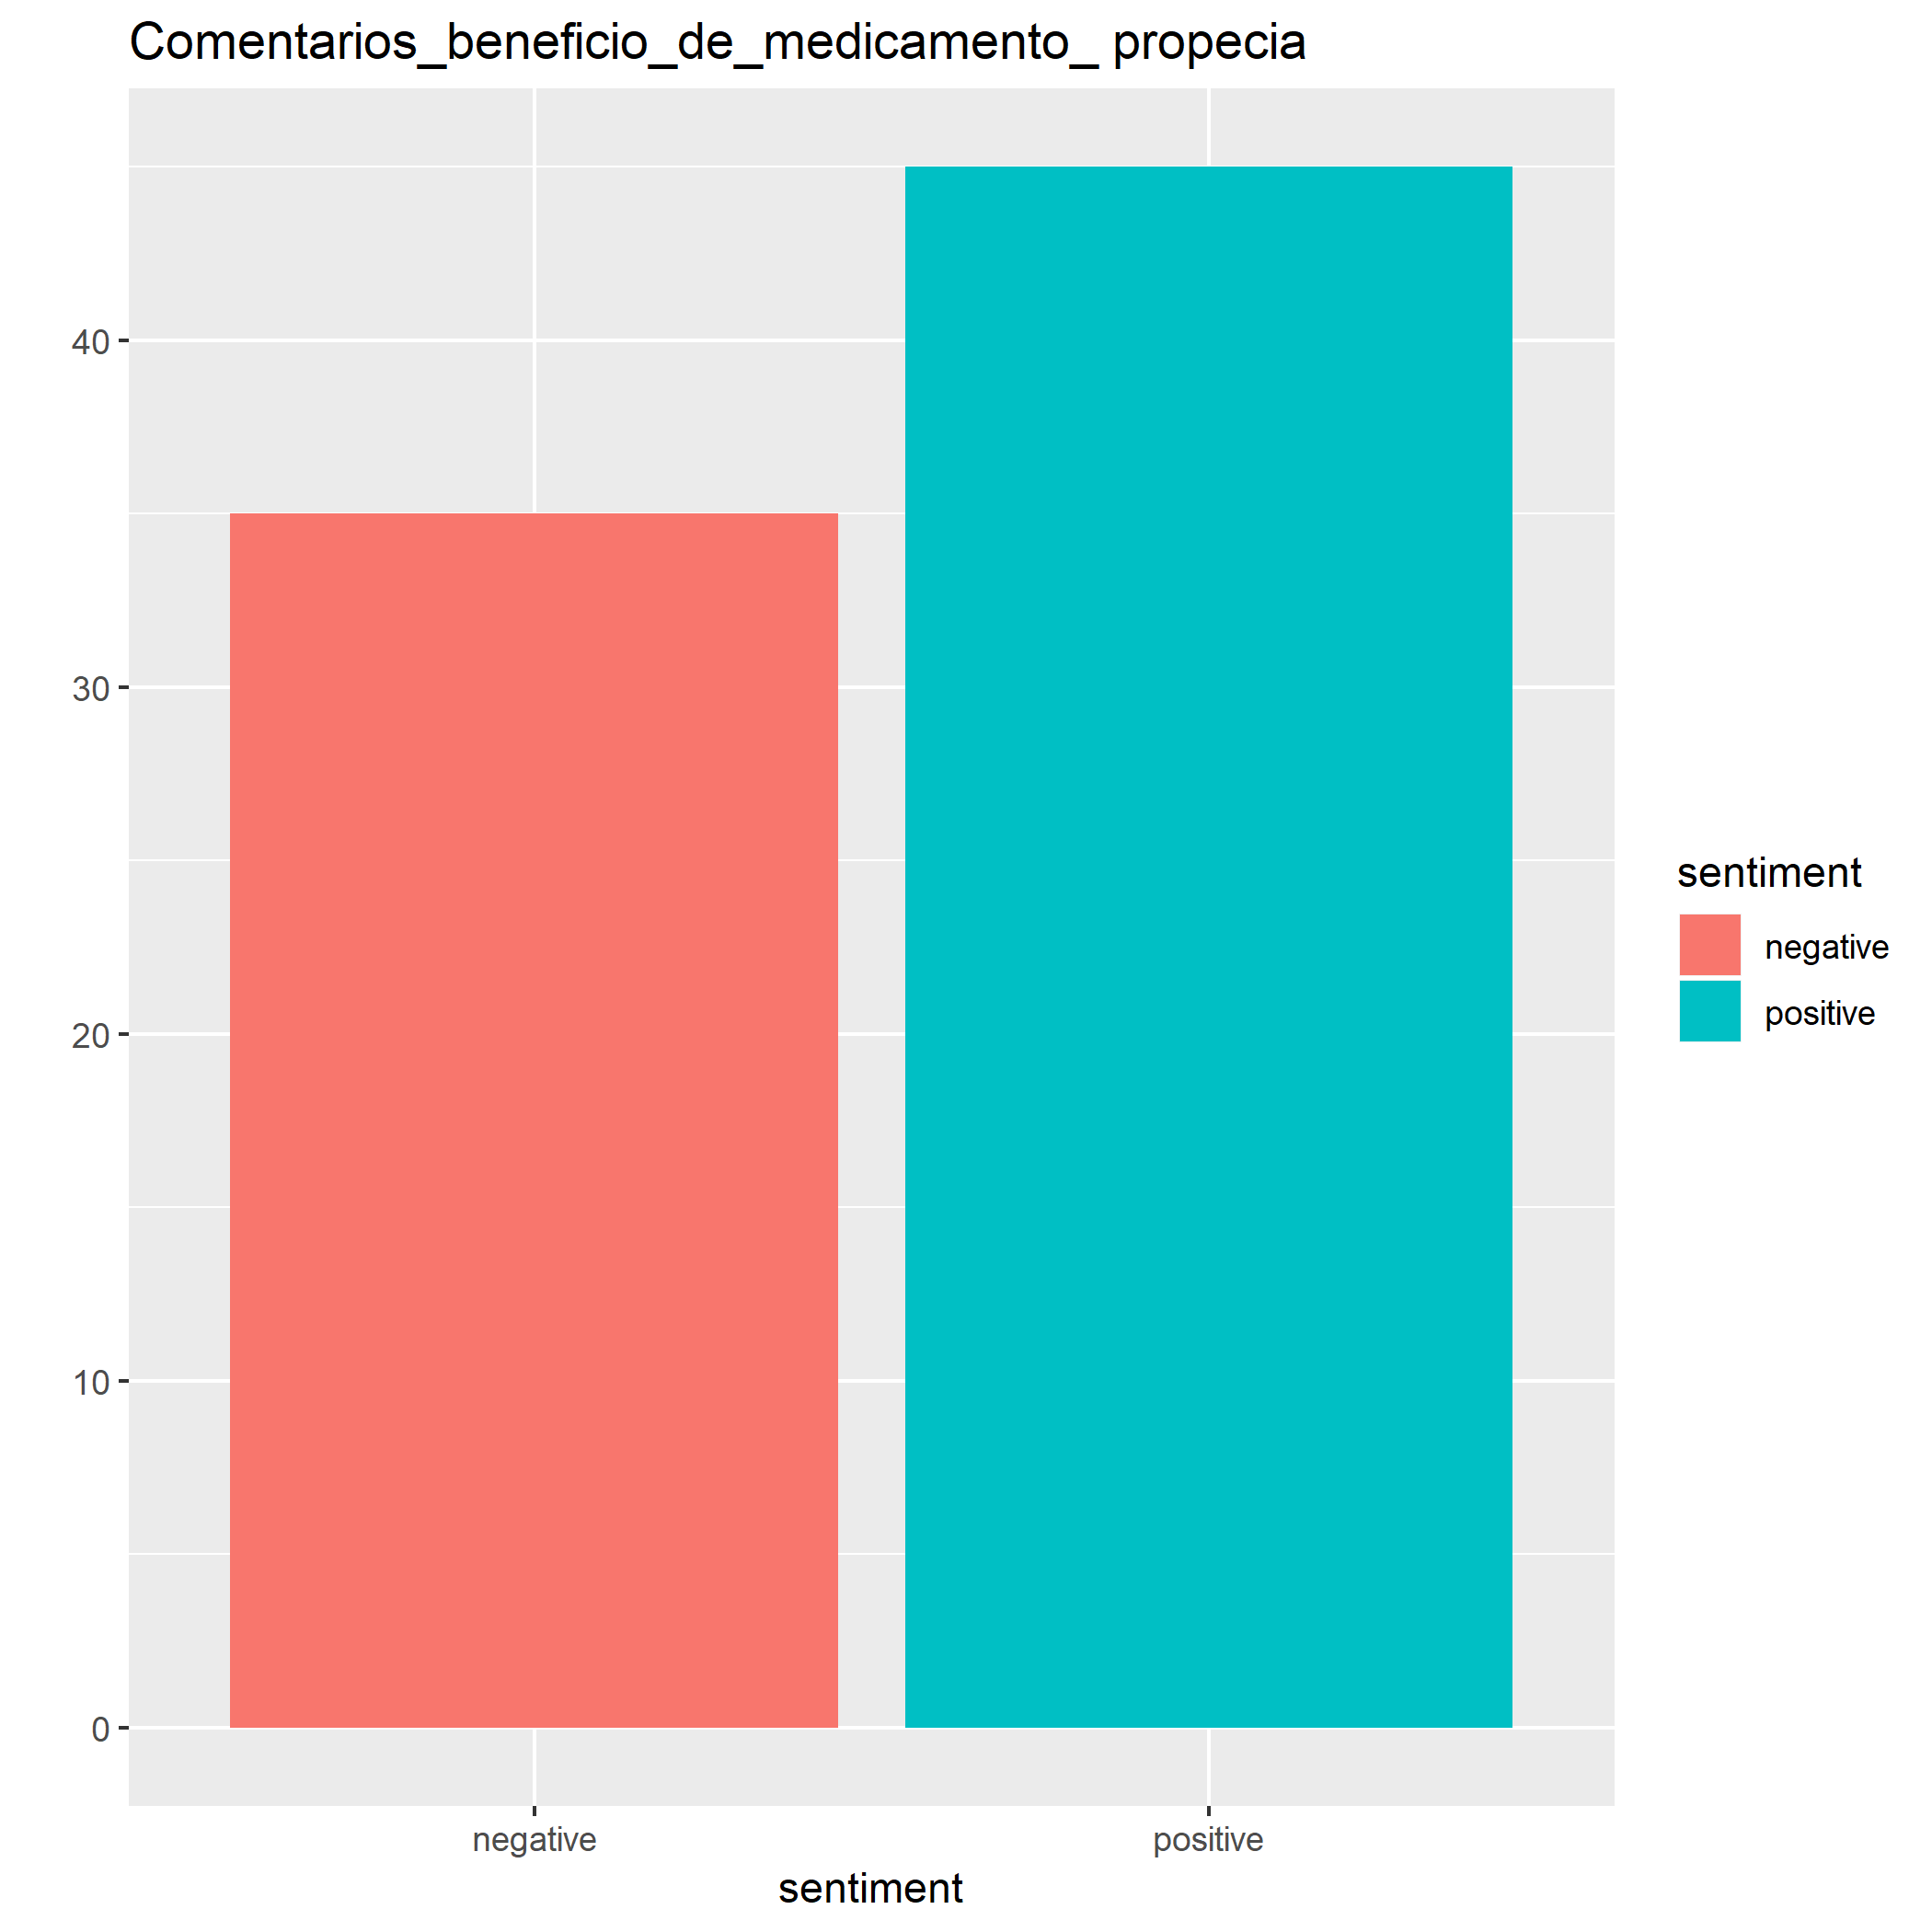 Comentarios_beneficio_de_medicamento_ propecia
40
30
20
10
0
negative
positive
sentiment
sentiment
negative
positive